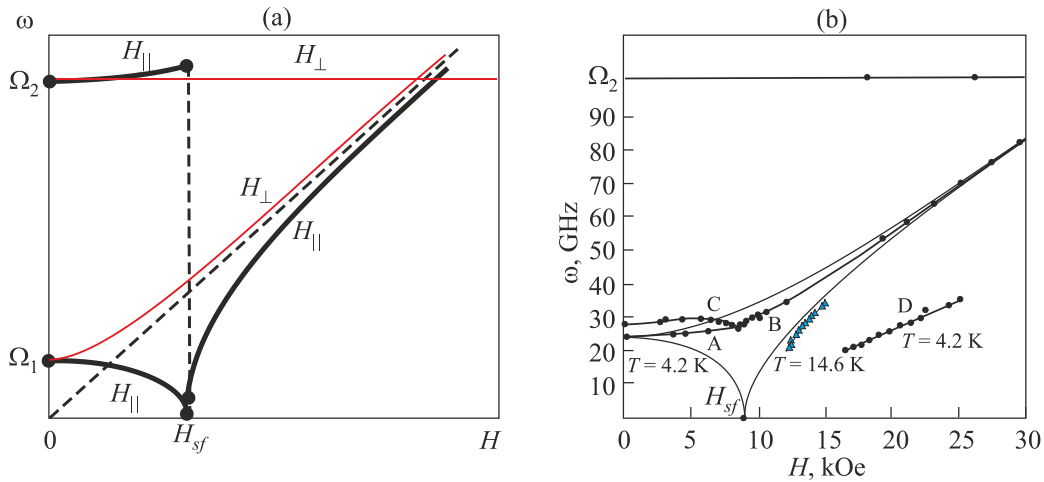 (a)
ω
H||
H⊥
Ω2
H⊥
H||
Ω1
H||
0
Hsf
H
(b)
Ω2
90
80
70
60
50
40
30
20
10
ω, GHz
C
B
A
D
T = 4.2 K
T = 14.6 K
T = 4.2 K
Hsf
0
5
10
15
20
25
30
H, kOe